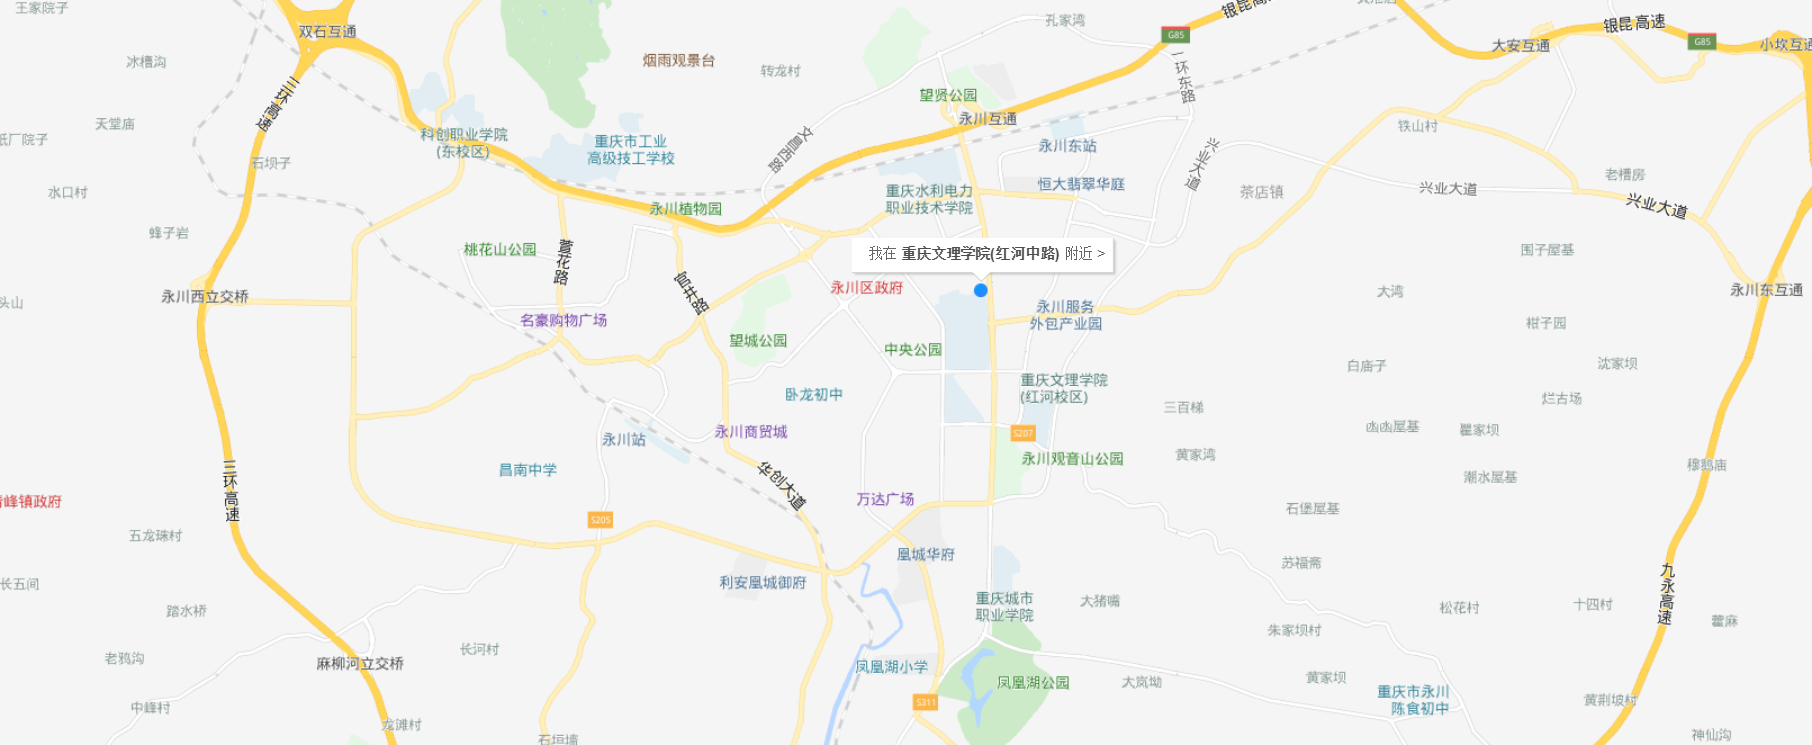 王家院子
双石互通
孔家湾
银昆高速
G85
银昆高速
G85
大安互通
小坎互通
冰槽沟
烟雨观景台
转龙村
一环东路
三环高速
望贤公园
永川互通
天堂庙
纸厂院子
石坝子
科创职业学院
(东校区)
重庆市工业
高级技工学校
文昌西路
永川东站
兴业大道
铁山村
水口村
永川植物园
重庆水利电力
职业技术学院
恒大翡翠华庭
茶店镇
兴业大道
老槽房
兴业大道
蜂子岩
萱花路
桃花山公园
我在 重庆文理学院(红河中路) 附近 >
围子屋基
永川西立交桥
官井路
永川区政府
大湾
永川东互通
头山
名豪购物广场
永川服务
外包产业园
柑子园
望城公园
中央公园
白庙子
沈家坝
卧龙初中
重庆文理学院
(红河校区)
三百梯
烂古场
永川站
永川商贸城
S207
凼凼屋基
瞿家坝
昌南中学
华创大道
永川观音山公园
黄家湾
穆鹅庙
潮水屋基
三环高速
青峰镇政府
万达广场
石堡屋基
S205
五龙琜村
凰城华府
苏福斋
长五间
利安凰城御府
九永高速
踏水桥
重庆城市
职业学院
大猪嘴
松花村
十四村
藿麻
朱家坝村
老鸦沟
麻柳河立交桥
长河村
凤凰湖小学
凤凰湖公园
大岚坳
黄家坝
中峰村
S311
重庆市永川
陈食初中
黄荆坡村
龙滩村
石垣墙
神仙沟